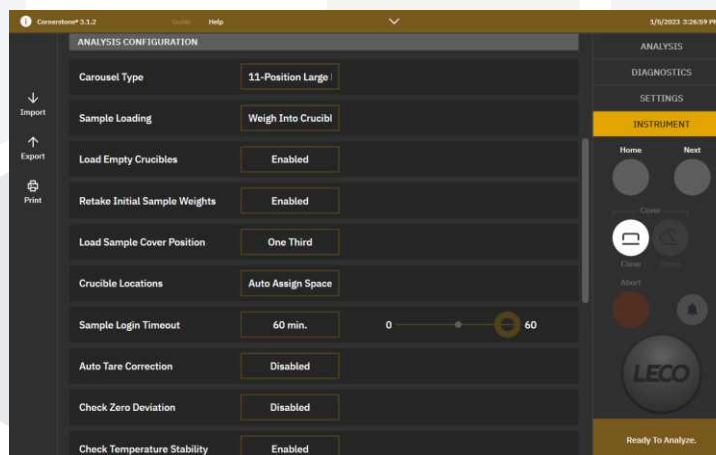 Cornerstone® 3.1.2 Guide Help 1/5/2023 3:26:59 PM
ANALYSIS CONFIGURATION
Carousel Type 11-Position Large
Sample Loading Weigh Into Crucibl
Load Empty Crucibles Enabled
Retake Initial Sample Weights Enabled
Load Sample Cover Position One Third
Crucible Locations Auto Assign Space
Sample Login Timeout 60 min. 0 60
Auto Tare Correction Disabled
Check Zero Deviation Disabled
Check Temperature Stability Enabled
Import
Export
Print
ANALYSIS
DIAGNOSTICS
SETTINGS
INSTRUMENT
Home Next
Cover
Close
Abort
LECO
Ready To Analyze.